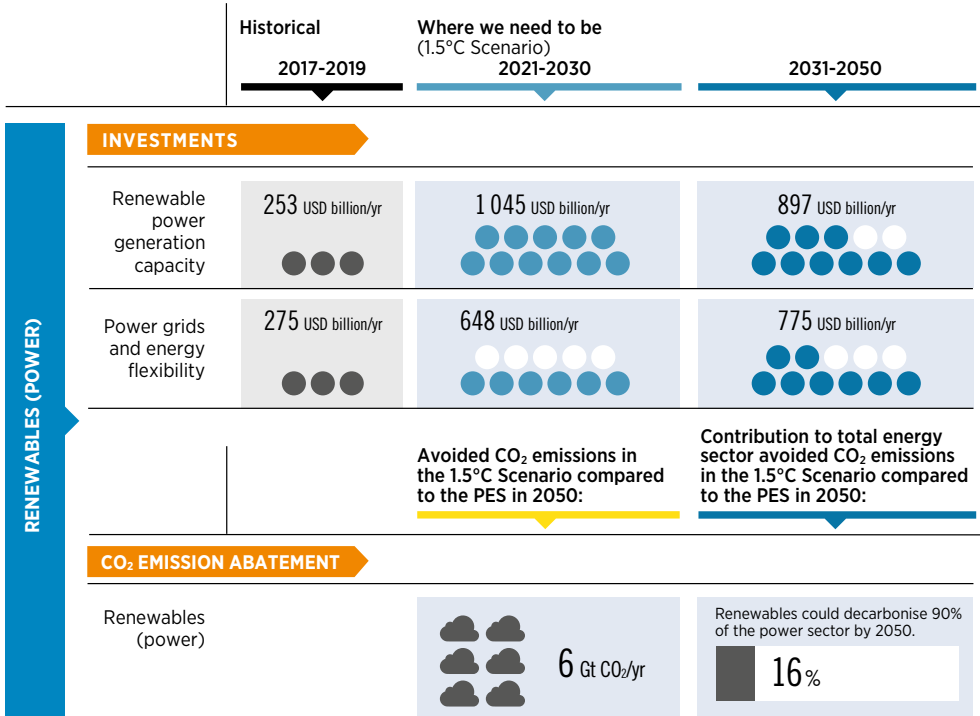 Historical
Where we need to be
(1.5°C Scenario)
2017-2019
2021-2030
2031-2050
RENEWABLES (POWER)
INVESTMENTS
Renewable
power
generation
capacity
253 USD billion/yr
1 045 USD billion/yr
897 USD billion/yr
Power grids
and energy
flexibility
275 USD billion/yr
648 USD billion/yr
775 USD billion/yr
Avoided CO₂ emissions in
the 1.5°C Scenario compared
to the PES in 2050:
Contribution to total energy
sector avoided CO₂ emissions
in the 1.5°C Scenario compared
to the PES in 2050:
CO₂ EMISSION ABATEMENT
Renewables
(power)
6 Gt CO₂/yr
Renewables could decarbonise 90%
of the power sector by 2050.
16%